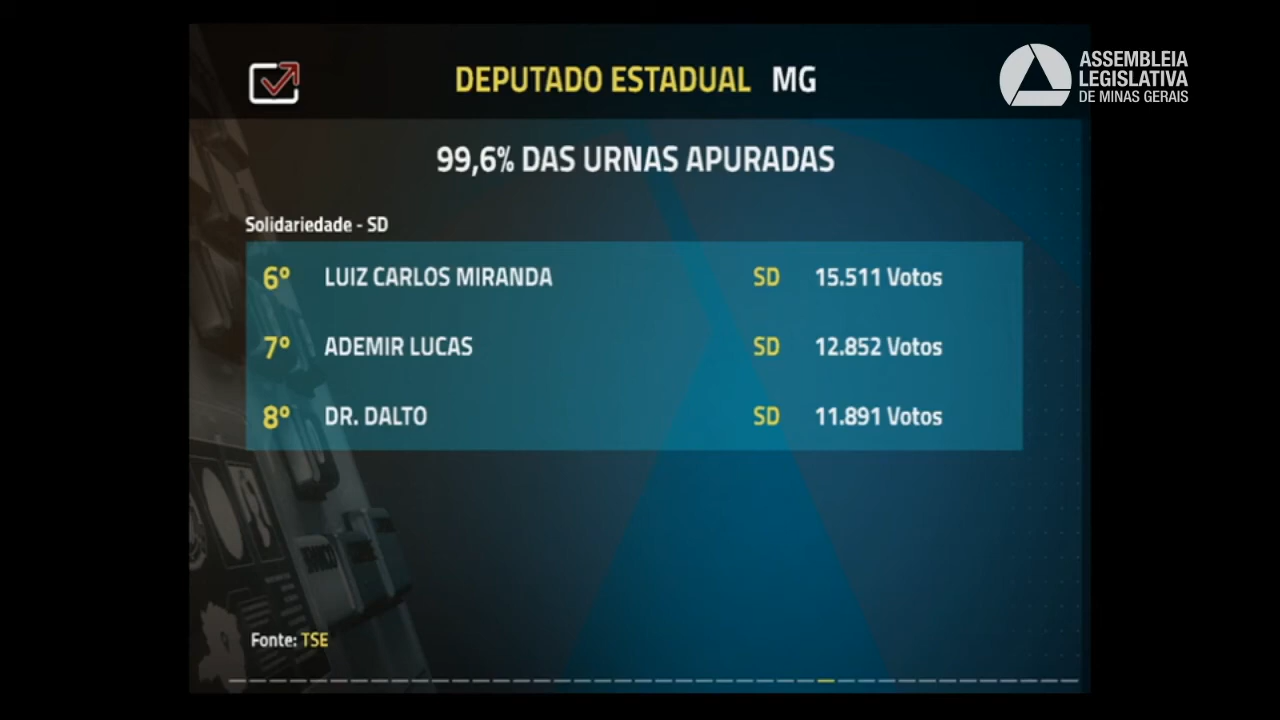 DEPUTADO ESTADUAL MG
ASSEMBLEIA
LEGISLATIVA
DE MINAS GERAIS
99,6% DAS URNAS APURADAS
Solidariedade - SD
6º LUIZ CARLOS MIRANDA SD 15.511 Votos
7º ADEMIR LUCAS SD 12.852 Votos
8º DR. DALTO SD 11.891 Votos
Fonte: TSE